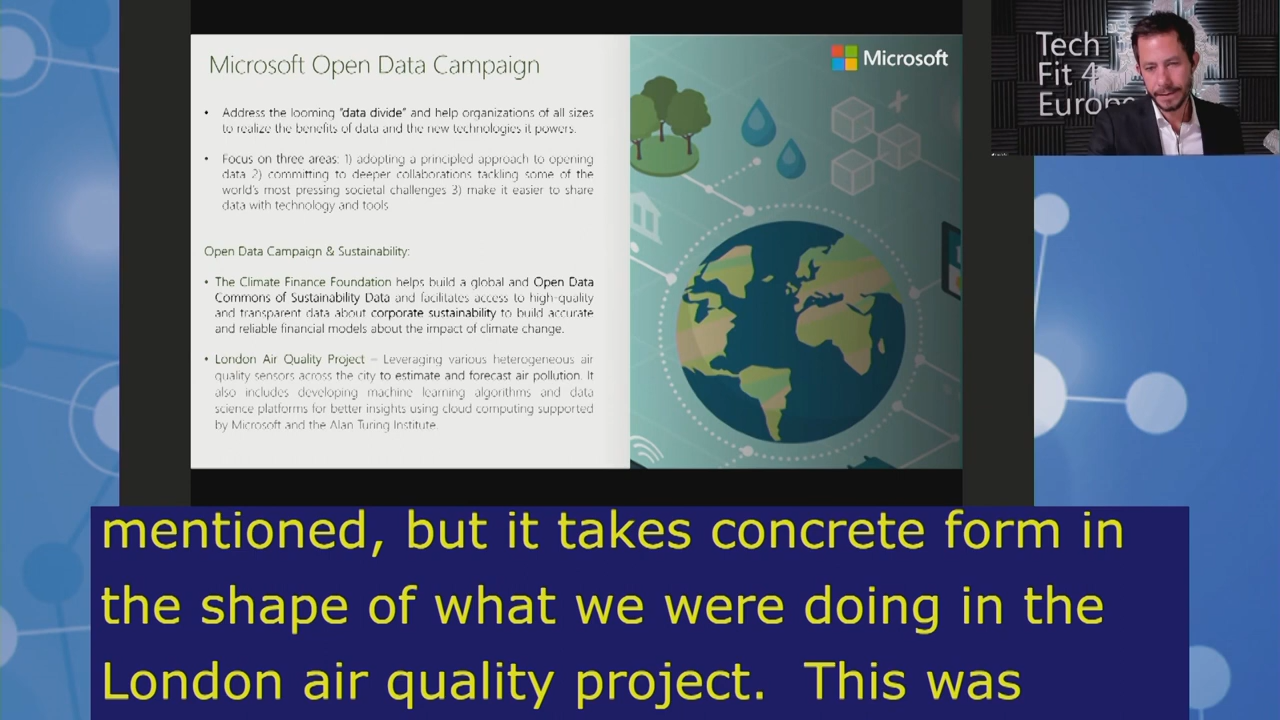 Microsoft Open Data Campaign
Microsoft
• Address the looming "data divide" and help organizations of all sizes
to realize the benefits of data and the new technologies it powers.
• Focus on three areas: 1) adopting a principled approach to opening
data 2) committing to deeper collaborations tackling some of the
world's most pressing societal challenges 3) make it easier to share
data with technology and tools
Open Data Campaign & Sustainability:
• The Climate Finance Foundation helps build a global and Open Data
Commons of Sustainability Data and facilitates access to high-quality
and transparent data about corporate sustainability to build accurate
and reliable financial models about the impact of climate change.
• London Air Quality Project – Leveraging various heterogeneous air
quality sensors across the city to estimate and forecast air pollution. It
also includes developing machine learning algorithms and data
science platforms for better insights using cloud computing supported
by Microsoft and the Alan Turing Institute.
Tech
Fit 4
Europe
mentioned, but it takes concrete form in
the shape of what we were doing in the
London air quality project. This was